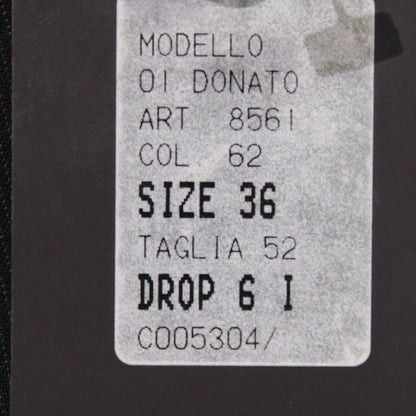 MODELLO
01 DONATO
ART 8561
COL. 62
SIZE 36
TAGLIA 52
DROP 6 I
C005304/